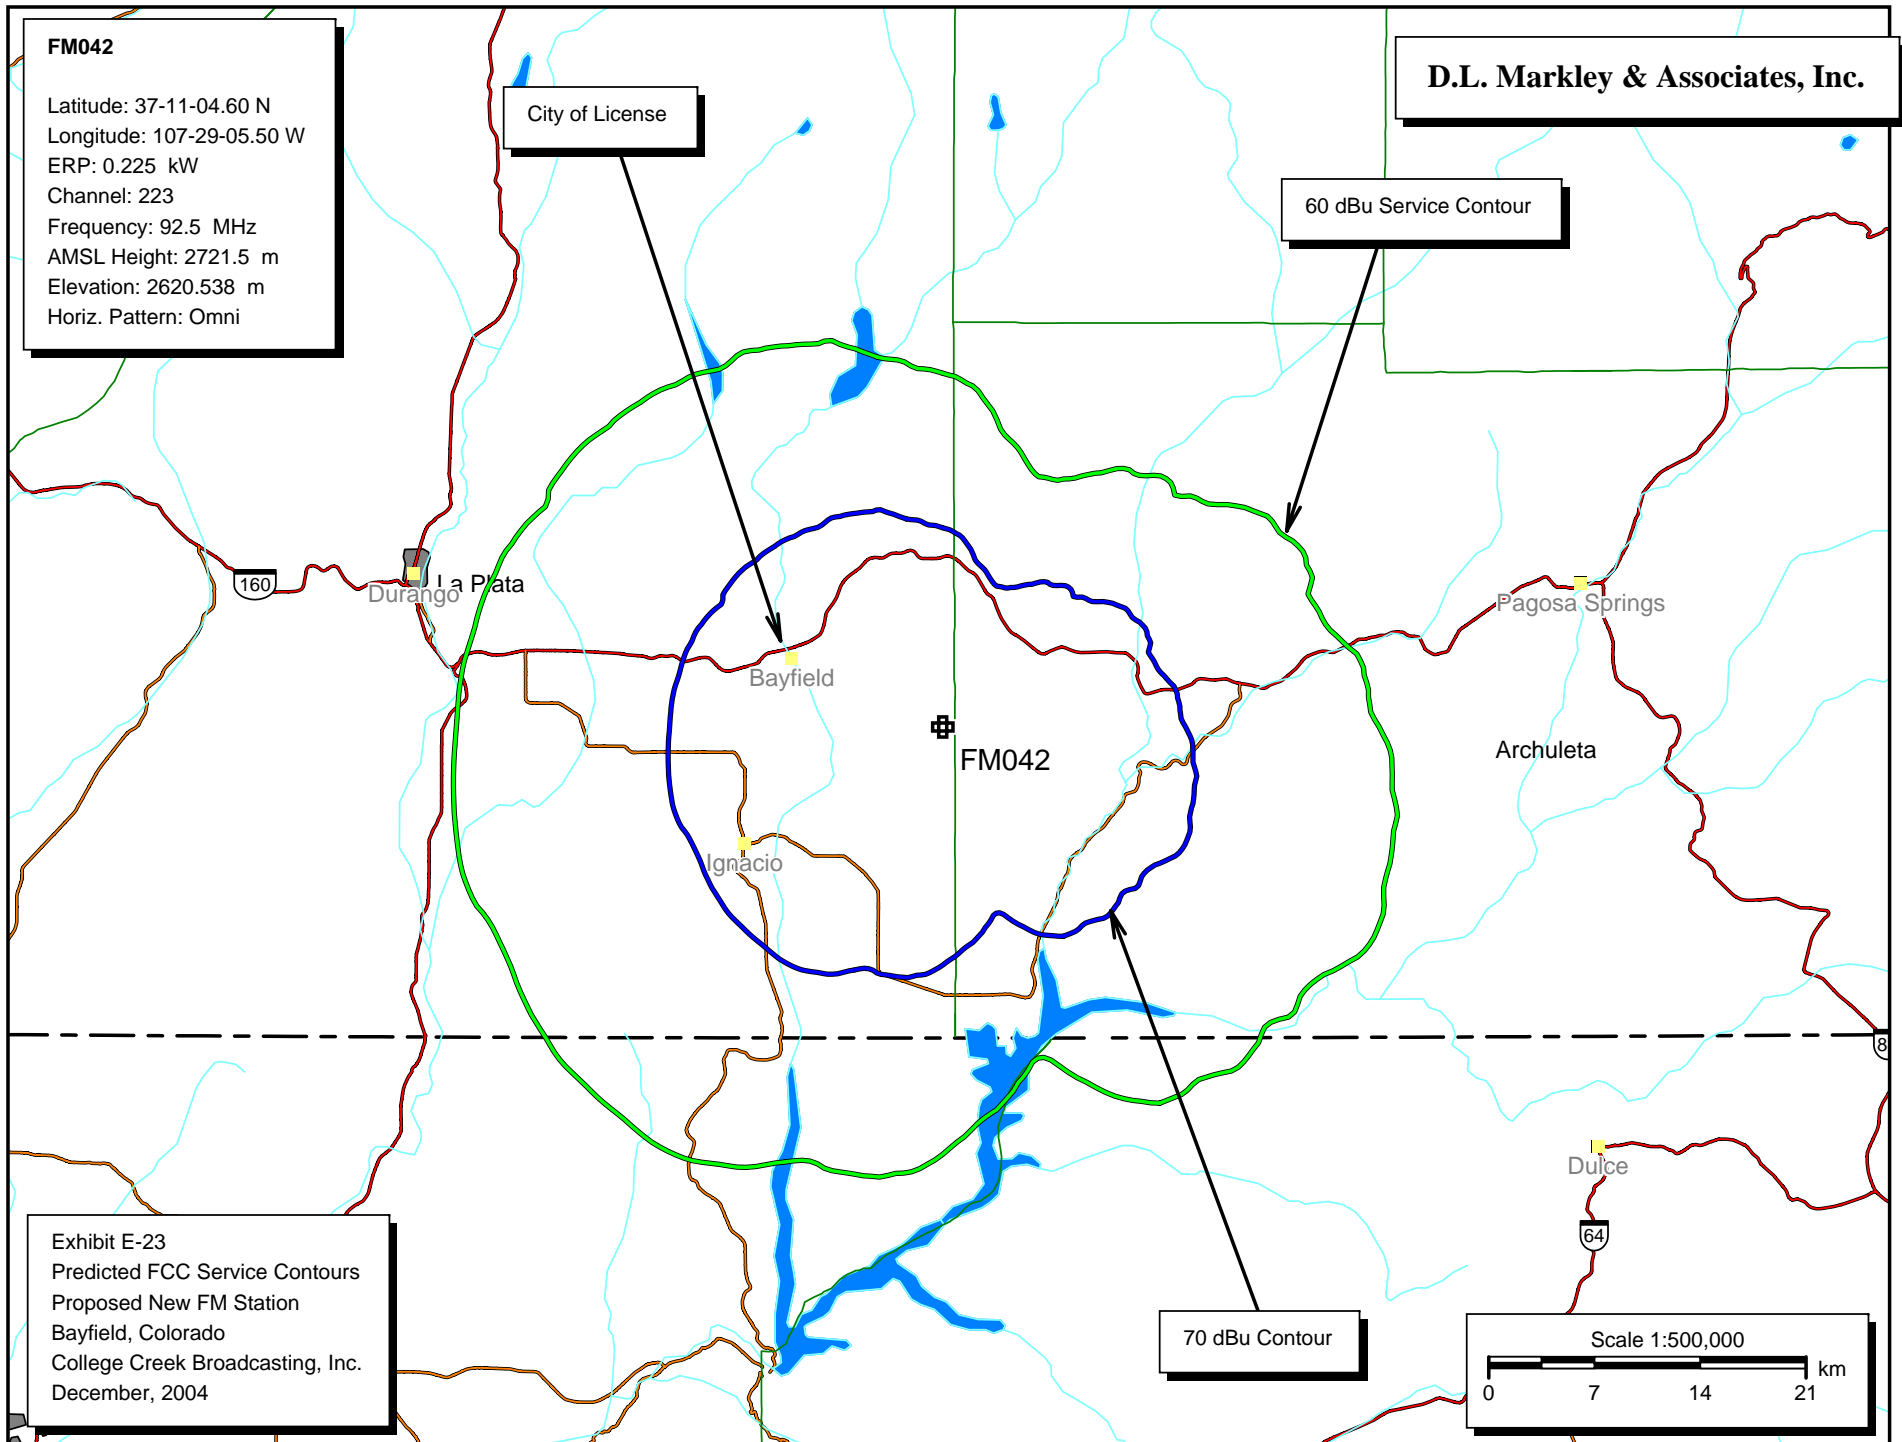 FM042
Latitude: 37-11-04.60 N
Longitude: 107-29-05.50 W
ERP: 0.225 kW
Channel: 223
Frequency: 92.5 MHz
AMSL Height: 2721.5 m
Elevation: 2620.538 m
Horiz. Pattern: Omni
City of License
D.L. Markley & Associates, Inc.
60 dBu Service Contour
160
La Plata
Durango
Pagosa Springs
Bayfield
FM042
Archuleta
Ignacio
8
Dulce
64
Exhibit E-23
Predicted FCC Service Contours
Proposed New FM Station
Bayfield, Colorado
College Creek Broadcasting, Inc.
December, 2004
70 dBu Contour
Scale 1:500,000
km
0 7 14 21